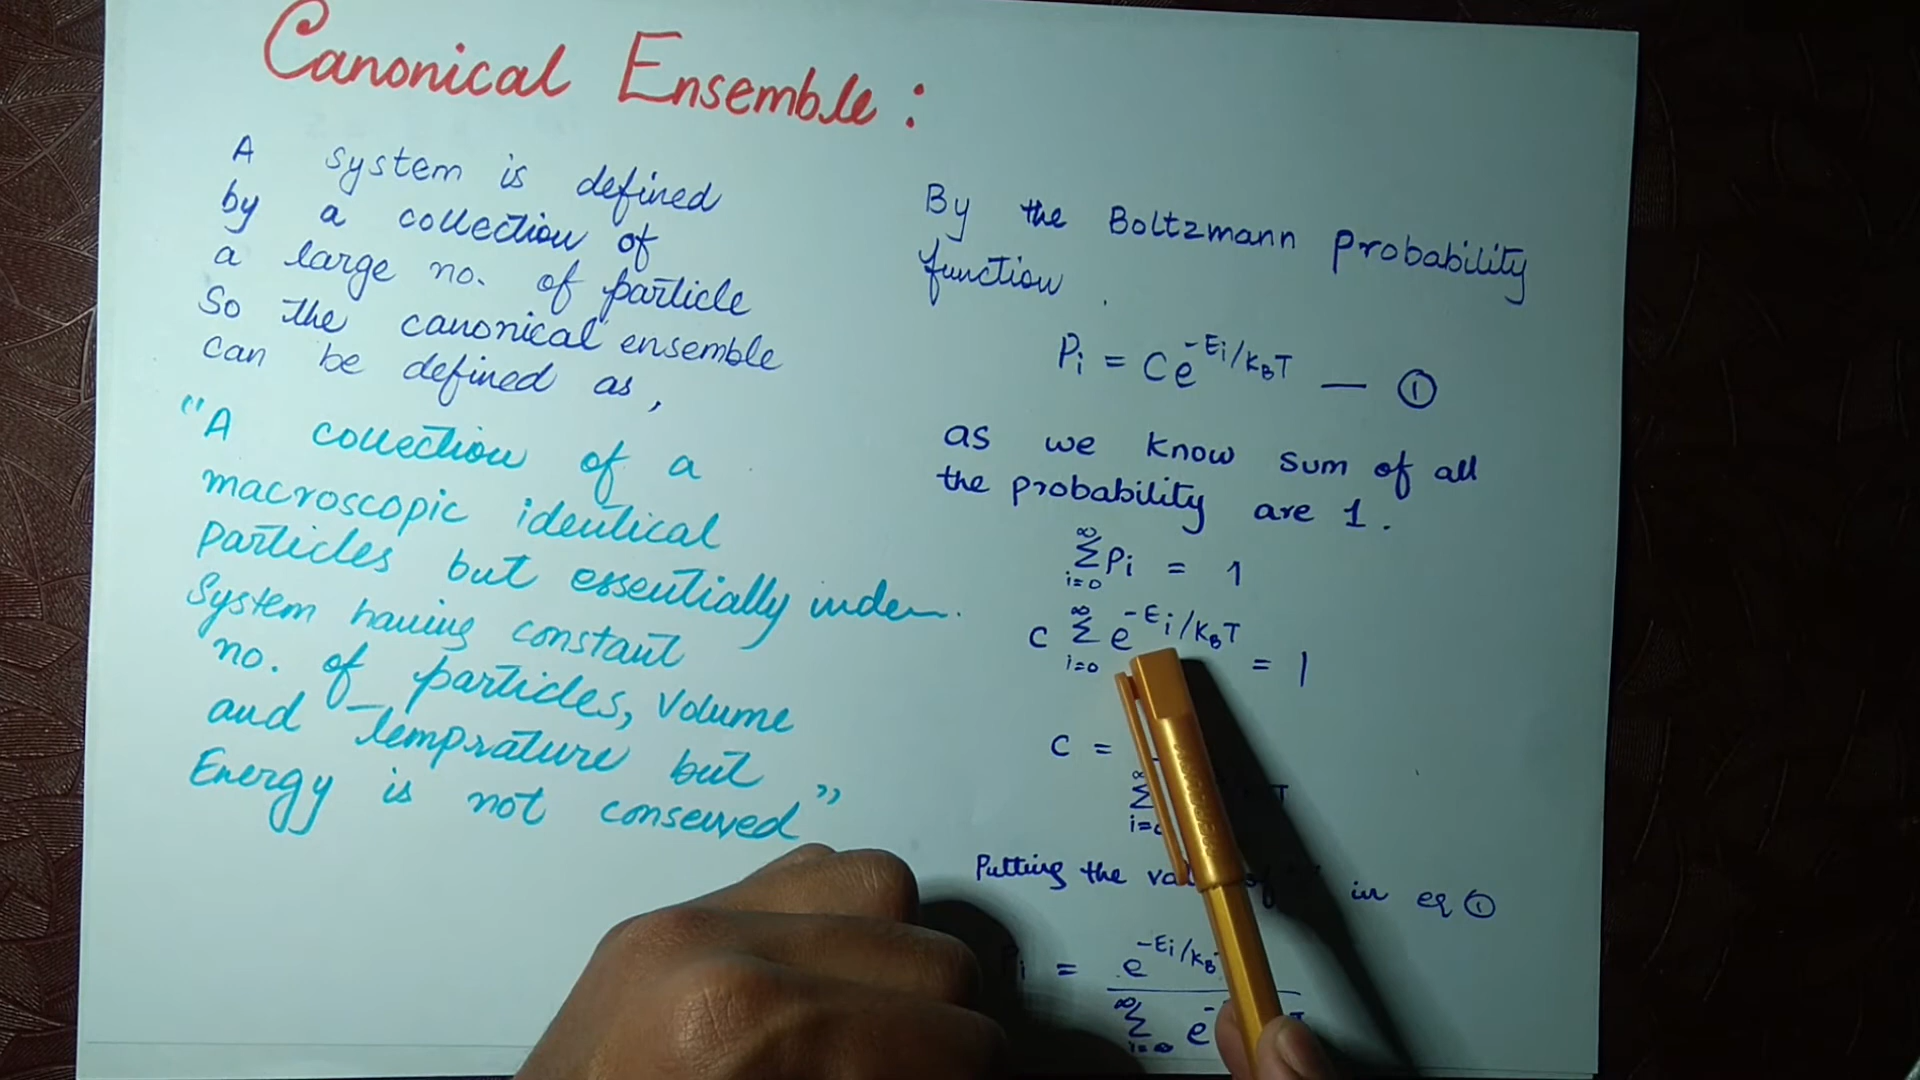 Canonical Ensemble :
A system is defined
by a collection of
a large no. of particle
So the canonical ensemble
can be defined as,
"A collection of a
macroscopic identical
particles but essentially inden.
System having constant
no. of particles, volume
and temprature but
Energy is not conserved"
By the Boltzmann probability
function
Pi = Ce^-Ei/KBT — ①
as we know sum of all
the probability are 1.
∞ Σ i=0 Pi = 1
C ∞ Σ i=0 e^-Ei/KBT = 1
C =
∞ Σ T
Putting the in eq ①
i = e^-Ei/KB
∞ Σ e^-